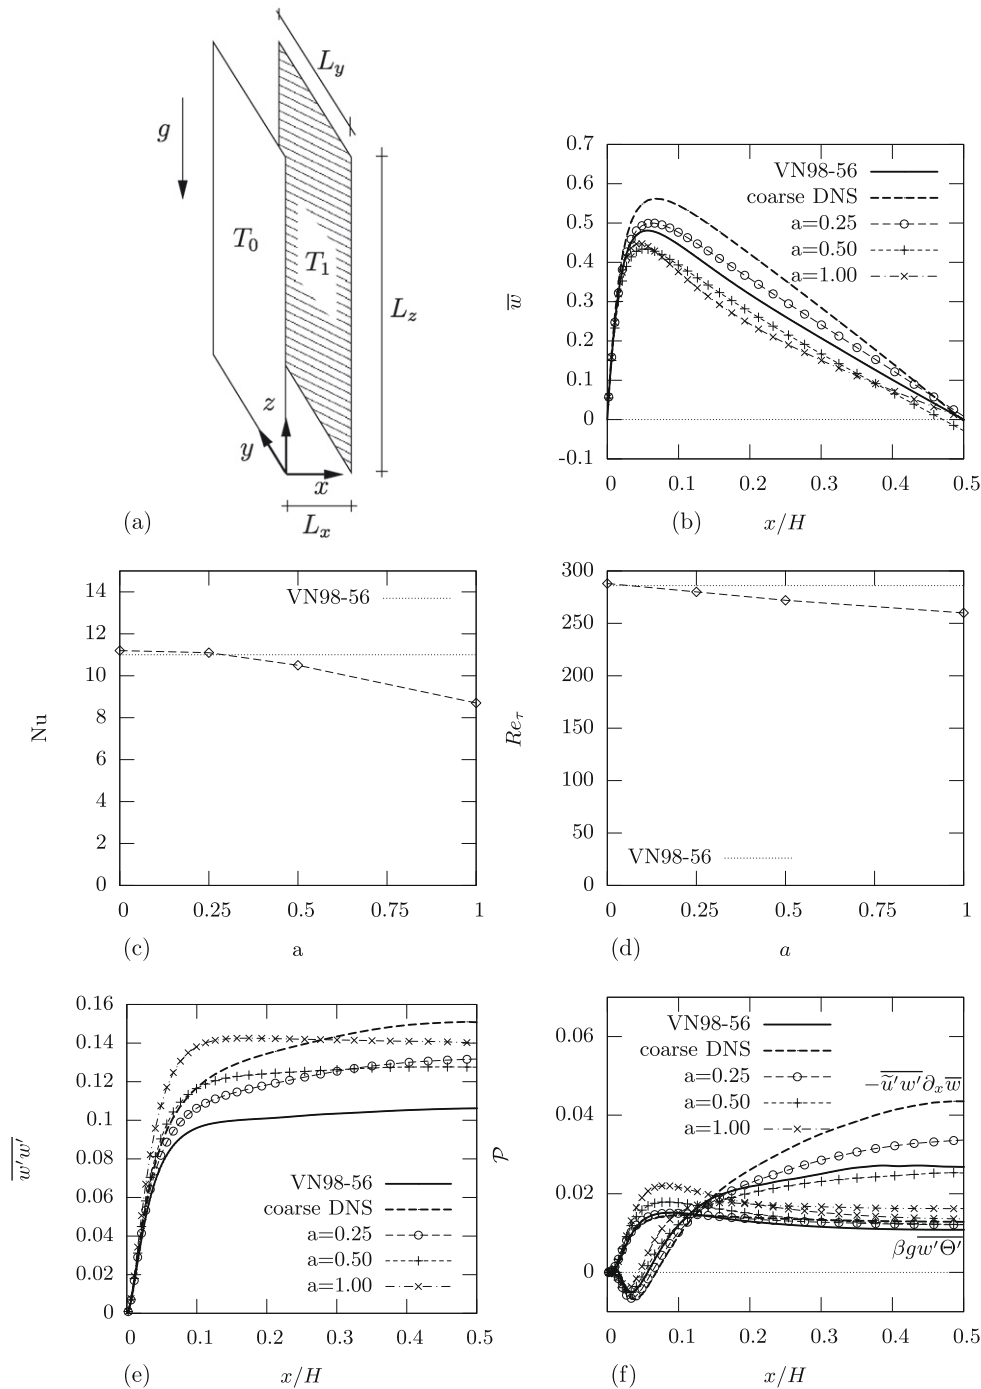 L_y
g
T_0
T_1
L_z
z
y
x
(a)
L_x
0.7
0.6
0.5
0.4
0.3
0.2
0.1
0
-0.1
w̅
VN98-56
coarse DNS
a=0.25
a=0.50
a=1.00
0 0.1 0.2 0.3 0.4 0.5
(b) x/H
14
12
10
8
6
4
2
0
Nu
VN98-56
0 0.25 0.5 0.75 1
(c) a
300
250
200
150
100
50
0
Re_τ
VN98-56
0 0.25 0.5 0.75 1
(d) a
0.16
0.14
0.12
0.1
0.08
0.06
0.04
0.02
0
\overline{w'w'}
VN98-56
coarse DNS
a=0.25
a=0.50
a=1.00
0 0.1 0.2 0.3 0.4 0.5
(e) x/H
0.06
0.04
0.02
0
𝒫
VN98-56
coarse DNS
a=0.25
a=0.50
a=1.00
-\widetilde{\overline{u'w'}}∂_x\overline{w}
βg\overline{w'Θ'}
0 0.1 0.2 0.3 0.4 0.5
(f) x/H